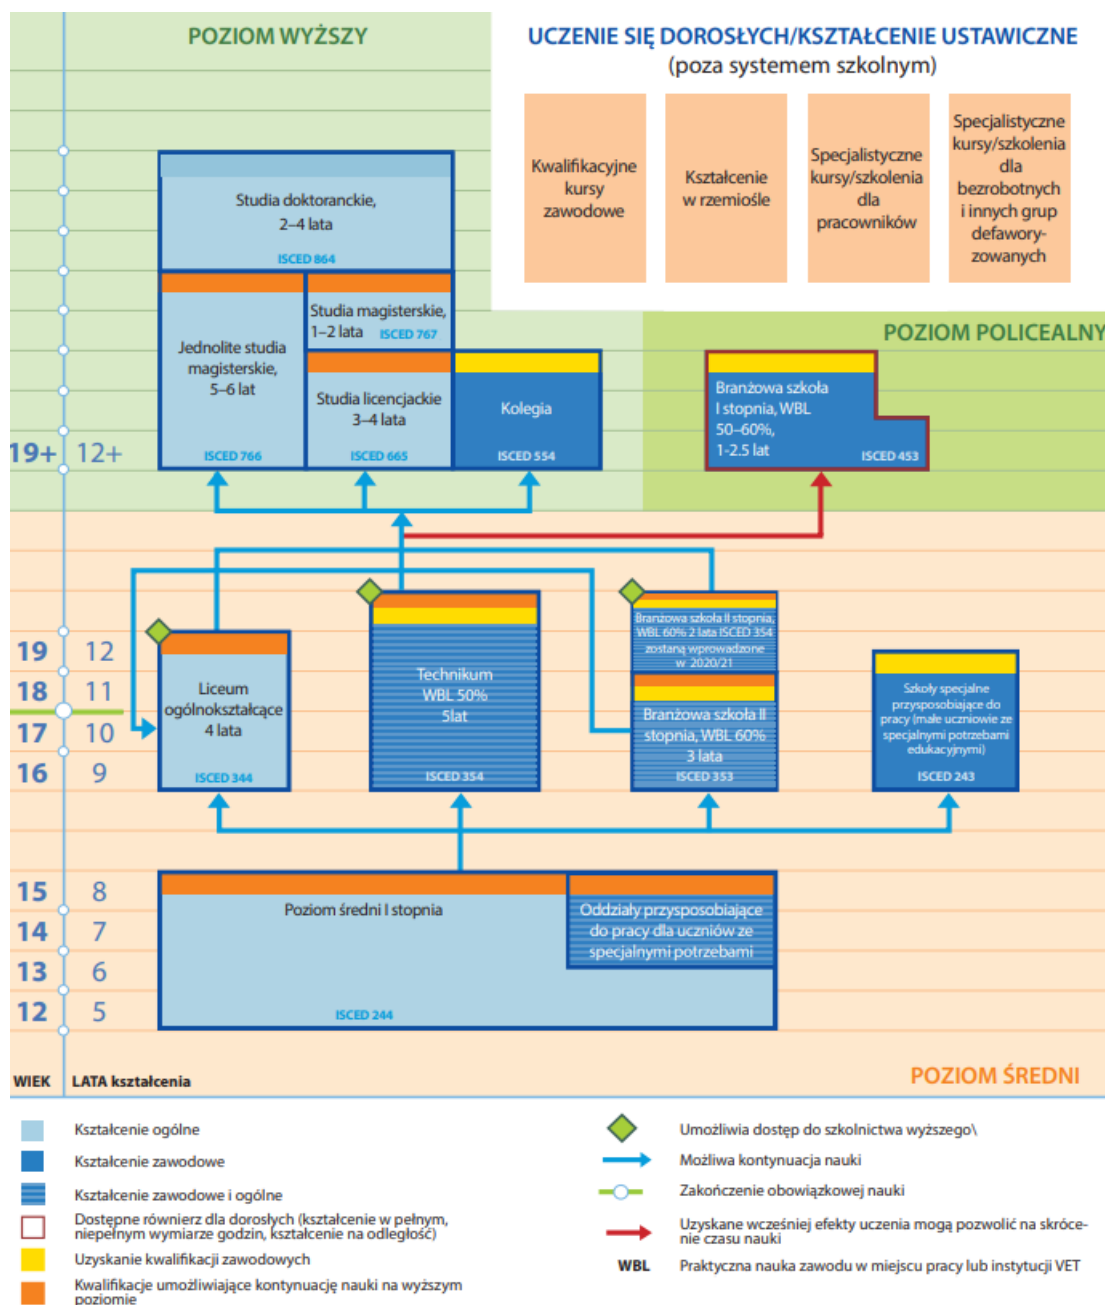 POZIOM WYŻSZY
UCZENIE SIĘ DOROSŁYCH/KSZTAŁCENIE USTAWICZNE
(poza systemem szkolnym)
Kwalifikacyjne
kursy
zawodowe
Kształcenie
w rzemiośle
Specjalistyczne
kursy/szkolenia
dla
pracowników
Specjalistyczne
kursy/szkolenia
dla
bezrobotnych
i innych grup
defawory-
zowanych
Studia doktoranckie,
2–4 lata
ISCED 864
Jednolite studia
magisterskie,
5–6 lat
ISCED 766
Studia magisterskie,
1–2 lata ISCED 767
Studia licencjackie
3–4 lata
ISCED 665
Kolegia
ISCED 554
POZIOM POLICEALNY
Branżowa szkoła
I stopnia, WBL
50–60%,
1-2.5 lat
ISCED 453
19+ 12+
Liceum
ogólnokształcące
4 lata
ISCED 344
Technikum
WBL 50%
5lat
ISCED 354
Branżowa szkoła II stopnia,
WBL 60% 2 lata ISCED 354
zostaną wprowadzone
w 2020/21
Branżowa szkoła II
stopnia, WBL 60%
3 lata
ISCED 353
Szkoły specjalne
przysposobiające do
pracy (małe uczniowie ze
specjalnymi potrzebami
edukacyjnymi)
ISCED 243
19 12
18 11
17 10
16 9
15 8
14 7
13 6
12 5
Poziom średni I stopnia
ISCED 244
Oddziały przysposobiające
do pracy dla uczniów ze
specjalnymi potrzebami
WIEK LATA kształcenia
POZIOM ŚREDNI
Kształcenie ogólne
Kształcenie zawodowe
Kształcenie zawodowe i ogólne
Dostępne równierz dla dorosłych (kształcenie w pełnym,
niepełnym wymiarze godzin, kształcenie na odległość)
Uzyskanie kwalifikacji zawodowych
Kwalifikacje umożliwiające kontynuację nauki na wyższym
poziomie
Umożliwia dostęp do szkolnictwa wyższego\
Możliwa kontynuacja nauki
Zakończenie obowiązkowej nauki
Uzyskane wcześniej efekty uczenia mogą pozwolić na skróce-
nie czasu nauki
WBL Praktyczna nauka zawodu w miejscu pracy lub instytucji VET